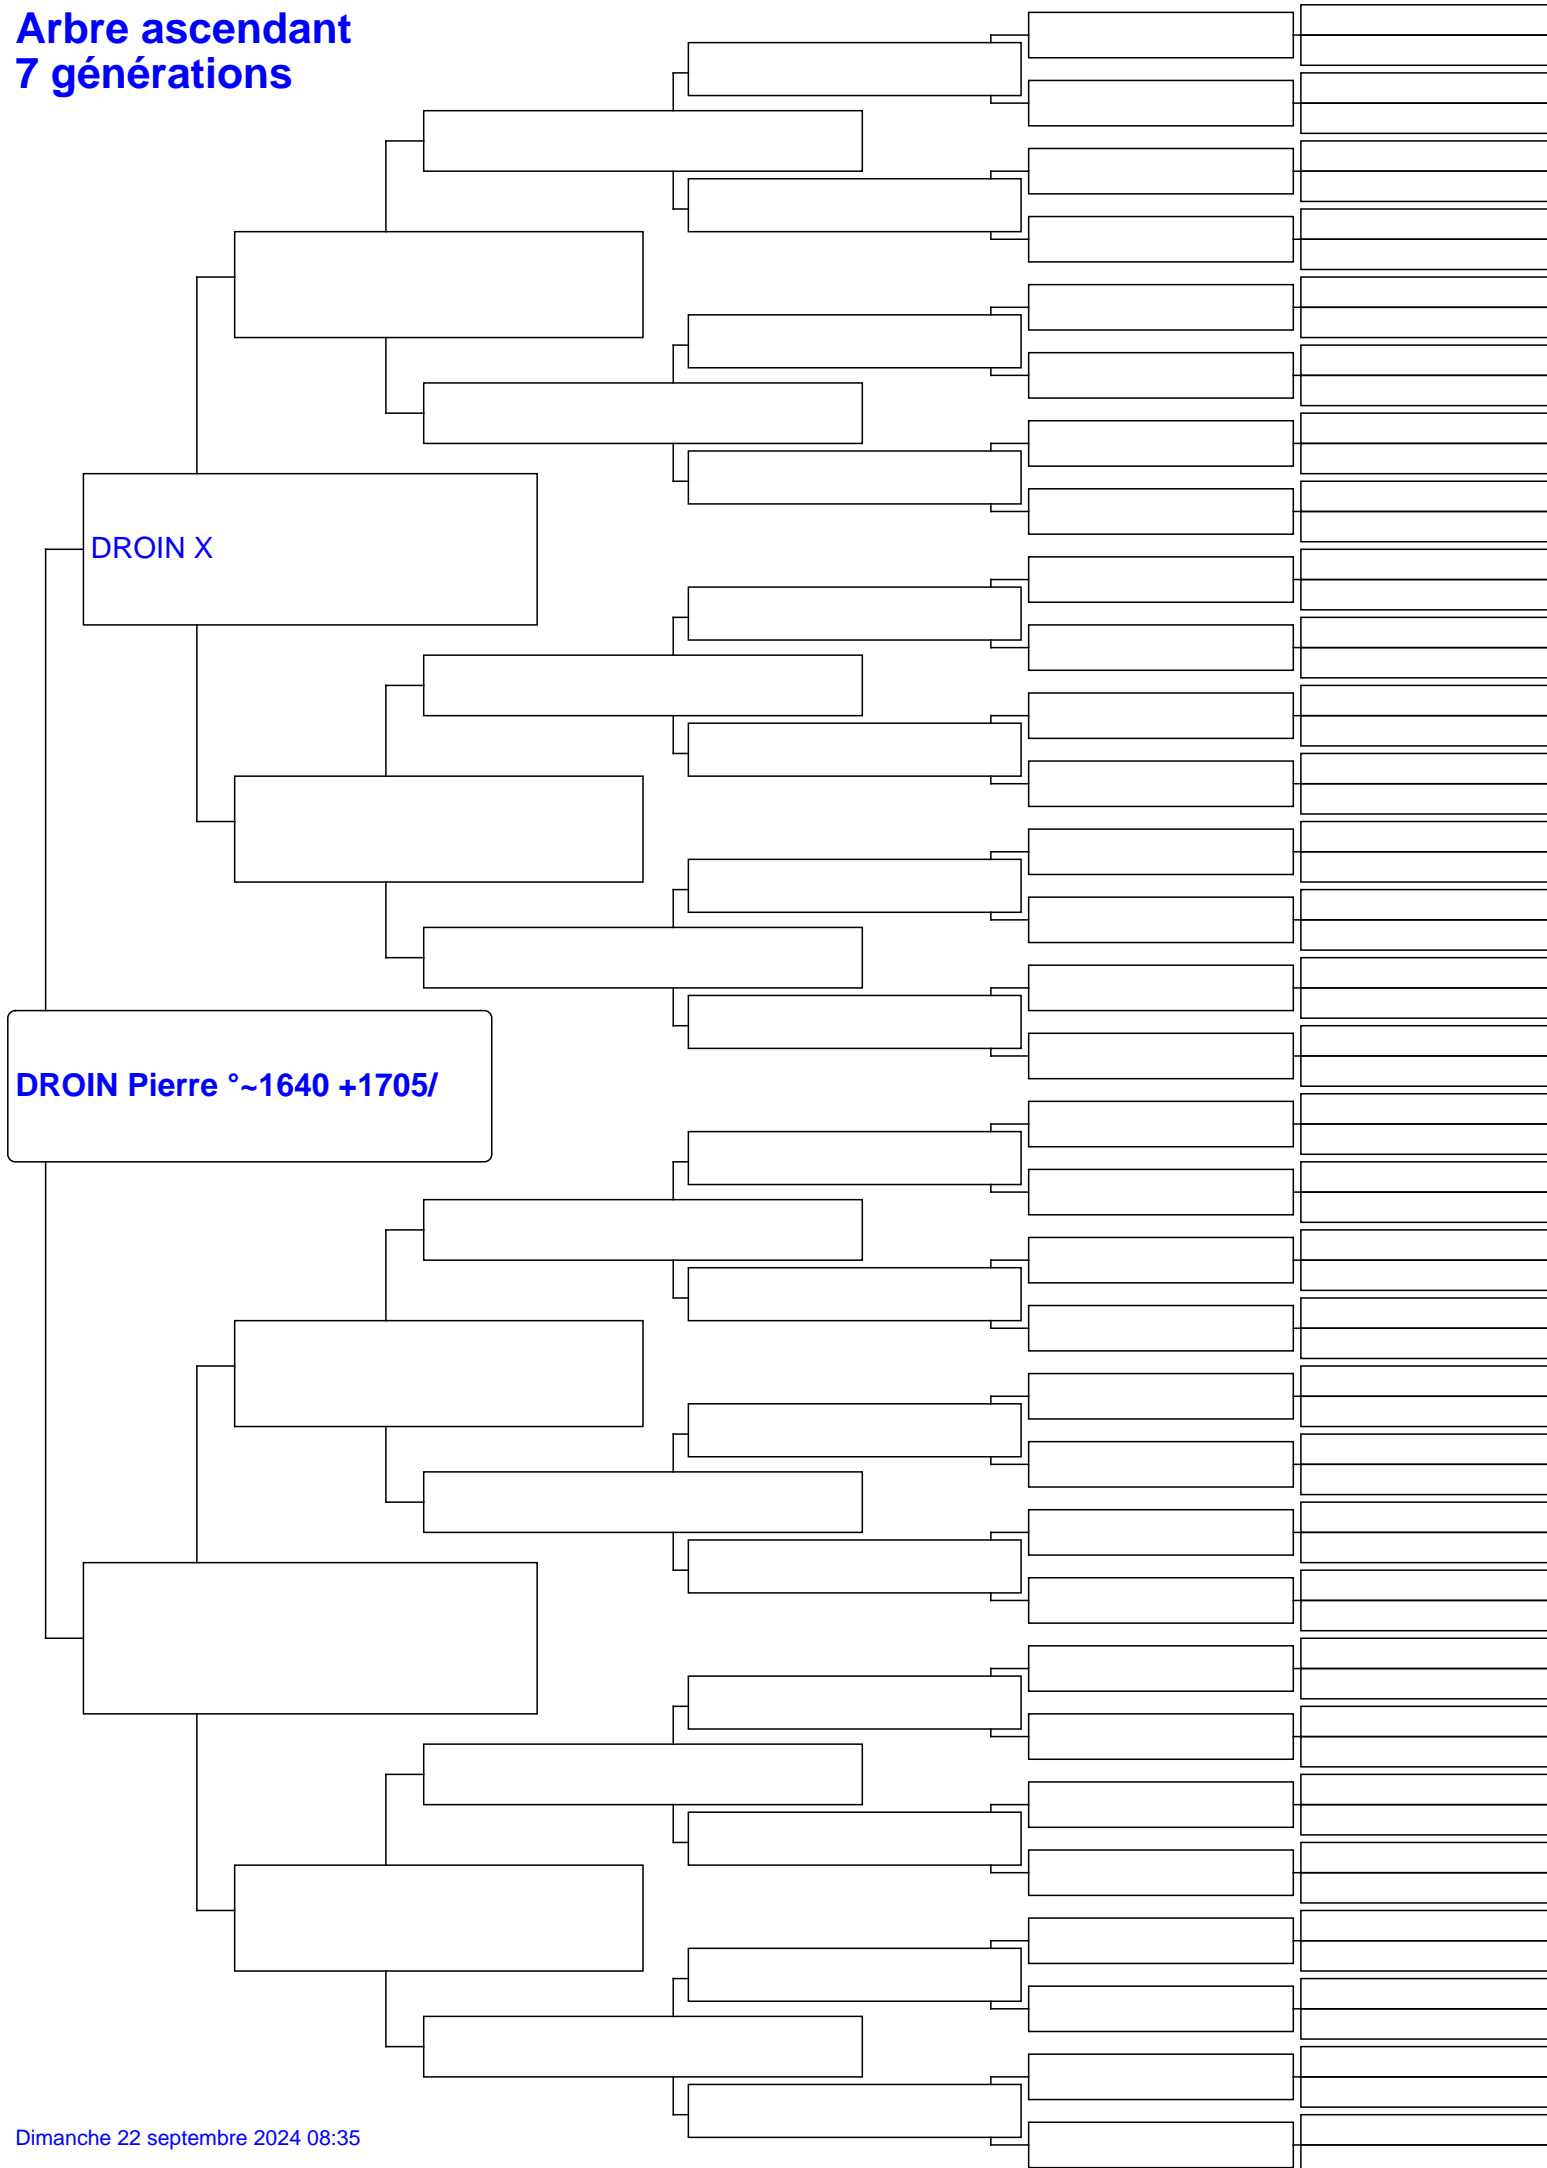 Arbre ascendant
7 générations
DROIN X
DROIN Pierre °~1640 +1705/
Dimanche 22 septembre 2024 08:35